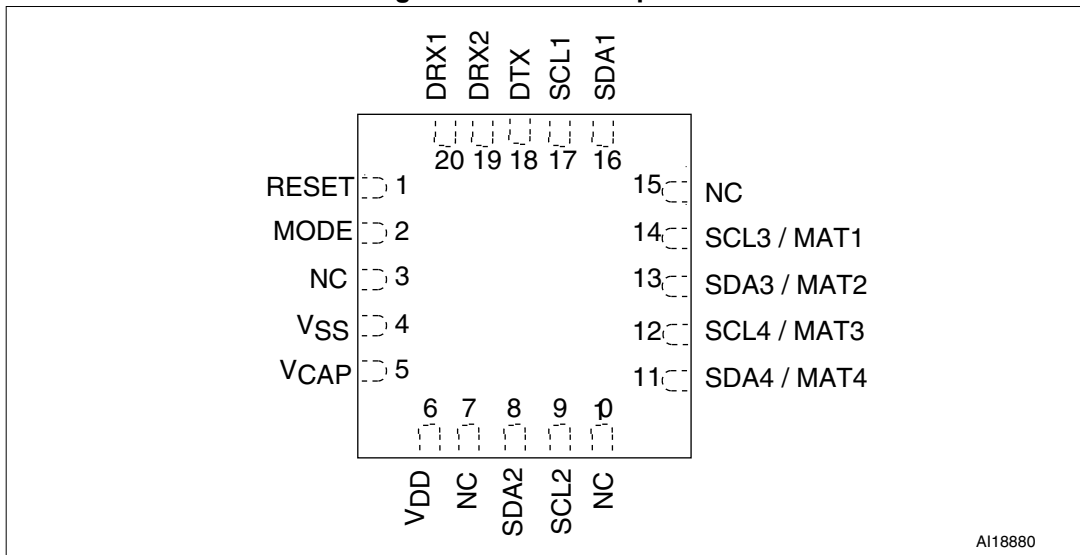 DRX1
DRX2
DTX
SCL1
SDA1
20 19 18 17 16
RESET 1
MODE 2
NC 3
VSS 4
VCAP 5
15 NC
14 SCL3 / MAT1
13 SDA3 / MAT2
12 SCL4 / MAT3
11 SDA4 / MAT4
6 7 8 9 10
VDD
NC
SDA2
SCL2
NC
AI18880